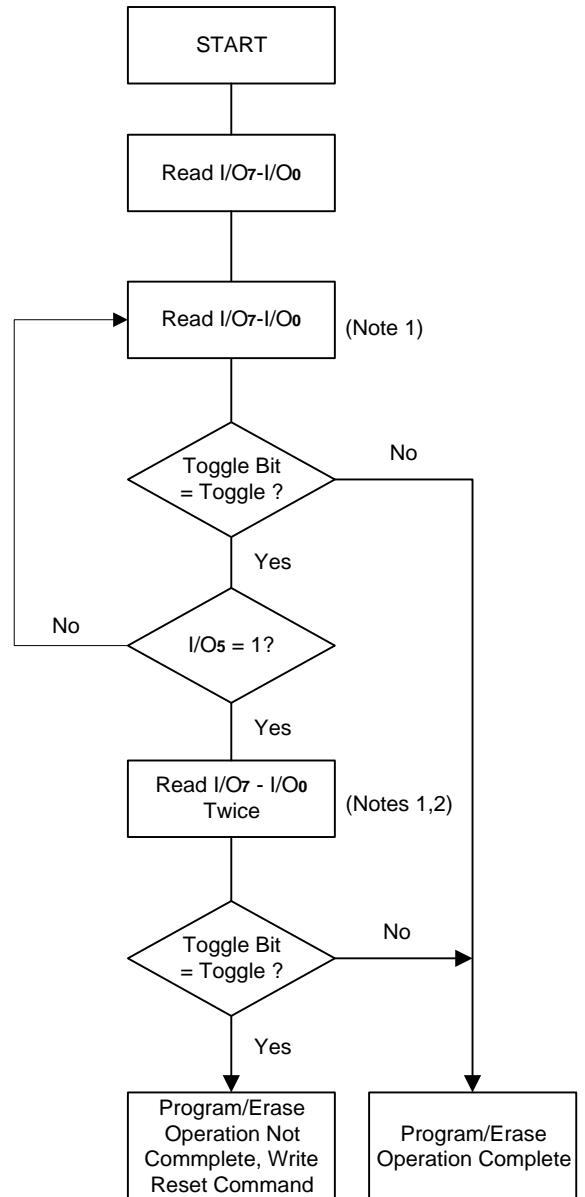 START
Read I/O7-I/O0
Read I/O7-I/O0
(Note 1)
Toggle Bit
= Toggle ?
No
Yes
No
I/O5 = 1?
Yes
Read I/O7 - I/O0
Twice
(Notes 1,2)
Toggle Bit
= Toggle ?
No
Yes
Program/Erase
Operation Not
Commplete, Write
Reset Command
Program/Erase
Operation Complete